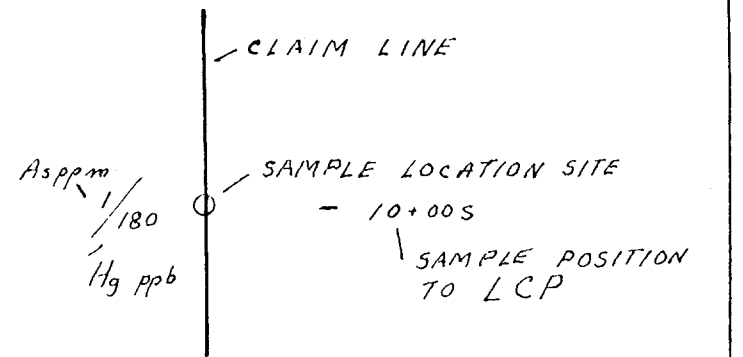 CLAIM LINE
As ppm
1/180
Hg ppb
SAMPLE LOCATION SITE
- 10+00S
SAMPLE POSITION
TO LCP